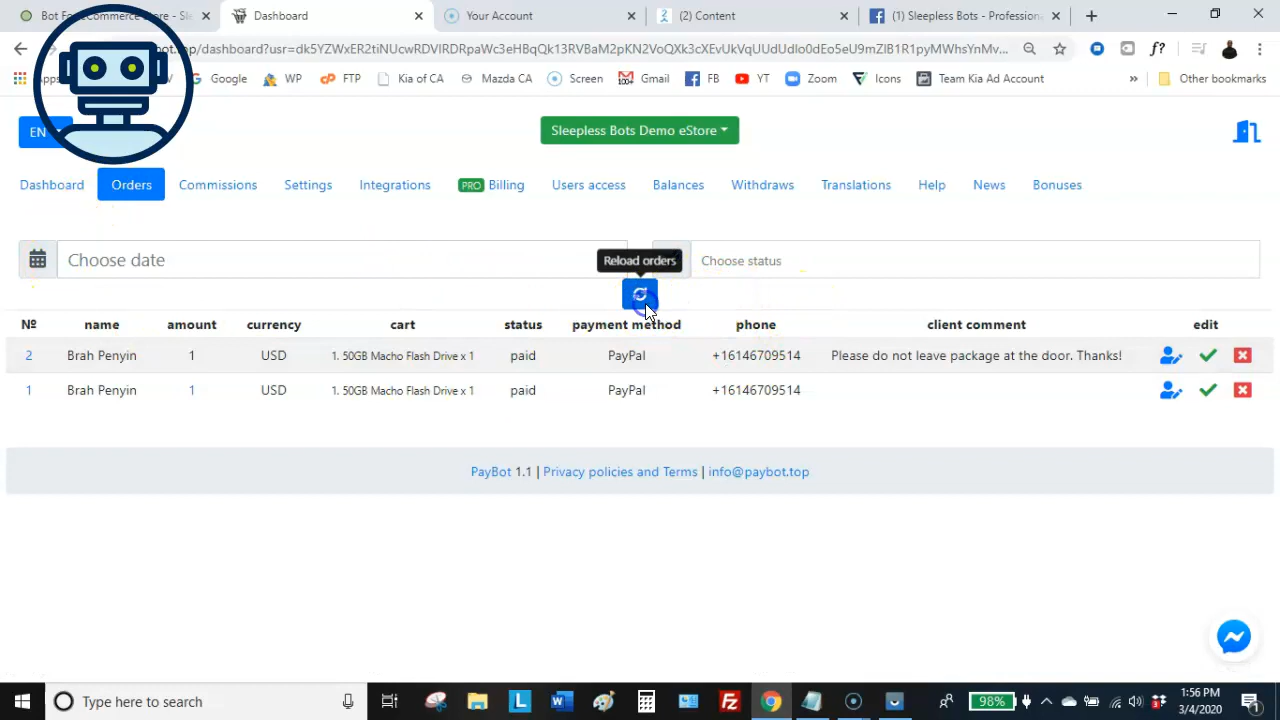 Bot For eCommerce Store - Sle
Dashboard
Your Account
(2) Content
(1) Sleepless Bots - Profession
/dashboard?usr=
Google
WP
FTP
Kia of CA
Mazda CA
Screen
Gmail
FB
YT
Zoom
Icons
Team Kia Ad Account
»
Other bookmarks
EN
Sleepless Bots Demo eStore
Dashboard
Orders
Commissions
Settings
Integrations
PRO Billing
Users access
Balances
Withdraws
Translations
Help
News
Bonuses
Choose date
Reload orders
Choose status
№ name amount currency cart status payment method phone client comment edit
2 Brah Penyin 1 USD 1. 50GB Macho Flash Drive x 1 paid PayPal +16146709514 Please do not leave package at the door. Thanks!
1 Brah Penyin 1 USD 1. 50GB Macho Flash Drive x 1 paid PayPal +16146709514
PayBot 1.1 | Privacy policies and Terms | info@paybot.top
Type here to search
98%
1:56 PM
3/4/2020